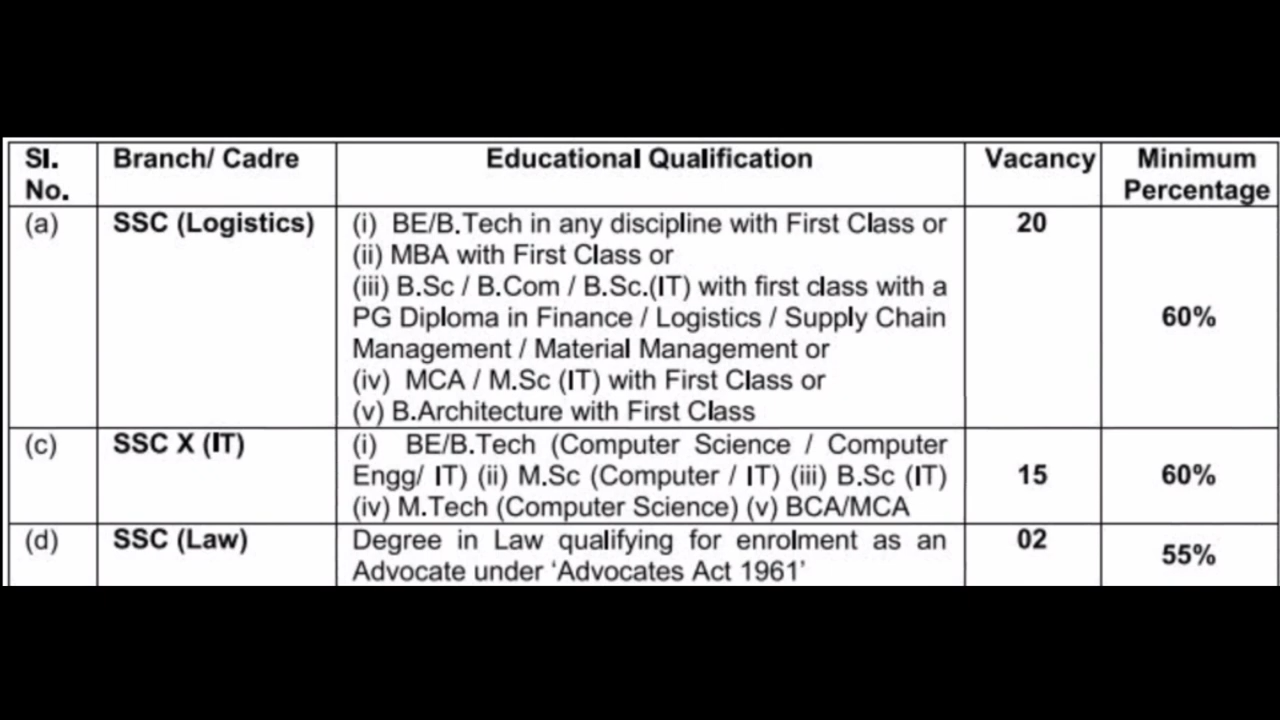 Sl. No. Branch/ Cadre Educational Qualification Vacancy Minimum Percentage
(a) SSC (Logistics) (i) BE/B.Tech in any discipline with First Class or 20
(ii) MBA with First Class or
(iii) B.Sc / B.Com / B.Sc.(IT) with first class with a
PG Diploma in Finance / Logistics / Supply Chain 60%
Management / Material Management or
(iv) MCA / M.Sc (IT) with First Class or
(v) B.Architecture with First Class
(c) SSC X (IT) (i) BE/B.Tech (Computer Science / Computer
Engg/ IT) (ii) M.Sc (Computer / IT) (iii) B.Sc (IT) 15 60%
(iv) M.Tech (Computer Science) (v) BCA/MCA
(d) SSC (Law) Degree in Law qualifying for enrolment as an 02
Advocate under ‘Advocates Act 1961’ 55%